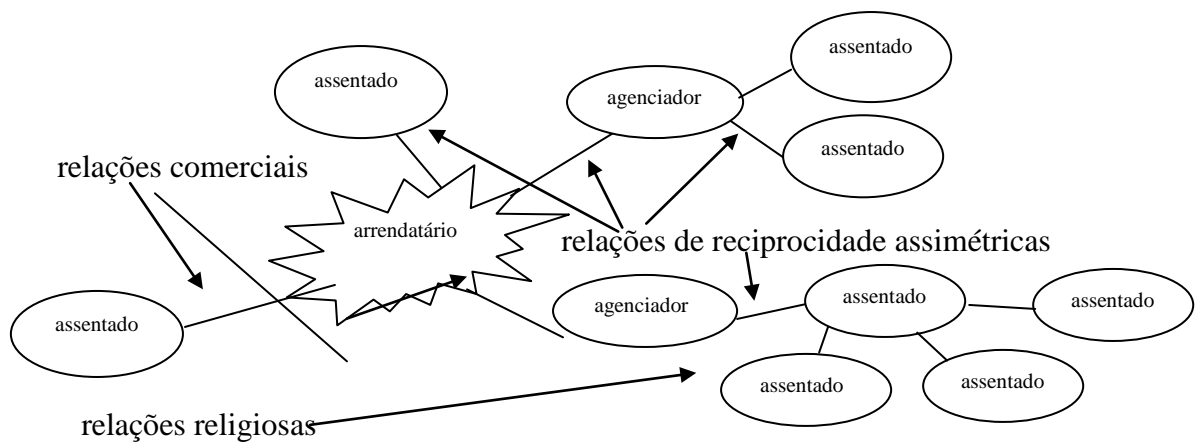 assentado
assentado
agenciador
assentado
relações comerciais
arrendatário
relações de reciprocidade assimétricas
assentado
agenciador
assentado
assentado
assentado
assentado
relações religiosas